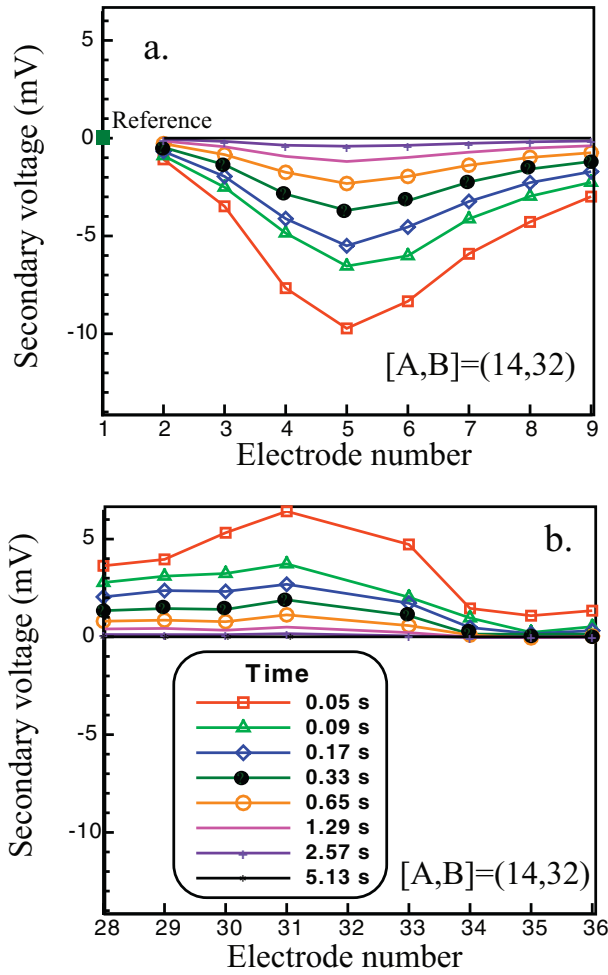 a.
Secondary voltage (mV)
5
0
-5
-10
Reference
[A,B]=(14,32)
1 2 3 4 5 6 7 8 9
Electrode number
b.
Secondary voltage (mV)
5
0
-5
-10
Time
0.05 s
0.09 s
0.17 s
0.33 s
0.65 s
1.29 s
2.57 s
5.13 s
[A,B]=(14,32)
28 29 30 31 32 33 34 35 36
Electrode number